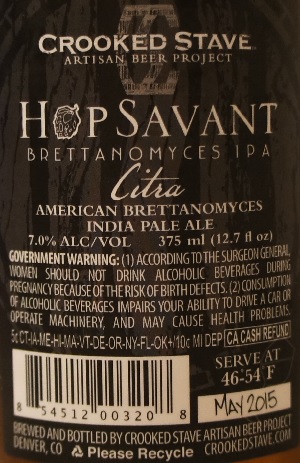 CROOKED STAVE
ARTISAN BEER PROJECT
HOP SAVANT
BRETTANOMYCES IPA
Citra
AMERICAN BRETTANOMYCES
INDIA PALE ALE
7.0% ALC/VOL 375 ml (12.7 fl oz)
GOVERNMENT WARNING: (1) ACCORDING TO THE SURGEON GENERAL,
WOMEN SHOULD NOT DRINK ALCOHOLIC BEVERAGES DURING
PREGNANCY BECAUSE OF THE RISK OF BIRTH DEFECTS. (2) CONSUMPTION
OF ALCOHOLIC BEVERAGES IMPAIRS YOUR ABILITY TO DRIVE A CAR OR
OPERATE MACHINERY, AND MAY CAUSE HEALTH PROBLEMS.
5¢ CT-IA-ME-HI-MA-VT-DE-OR-NY-FL-OK+/10¢ MI DEP CA CASH REFUND
SERVE AT
46-54°F
8 54512 00320 8
MAY 2015
BREWED AND BOTTLED BY CROOKED STAVE ARTISAN BEER PROJECT
DENVER, CO Please Recycle CROOKEDSTAVE.COM